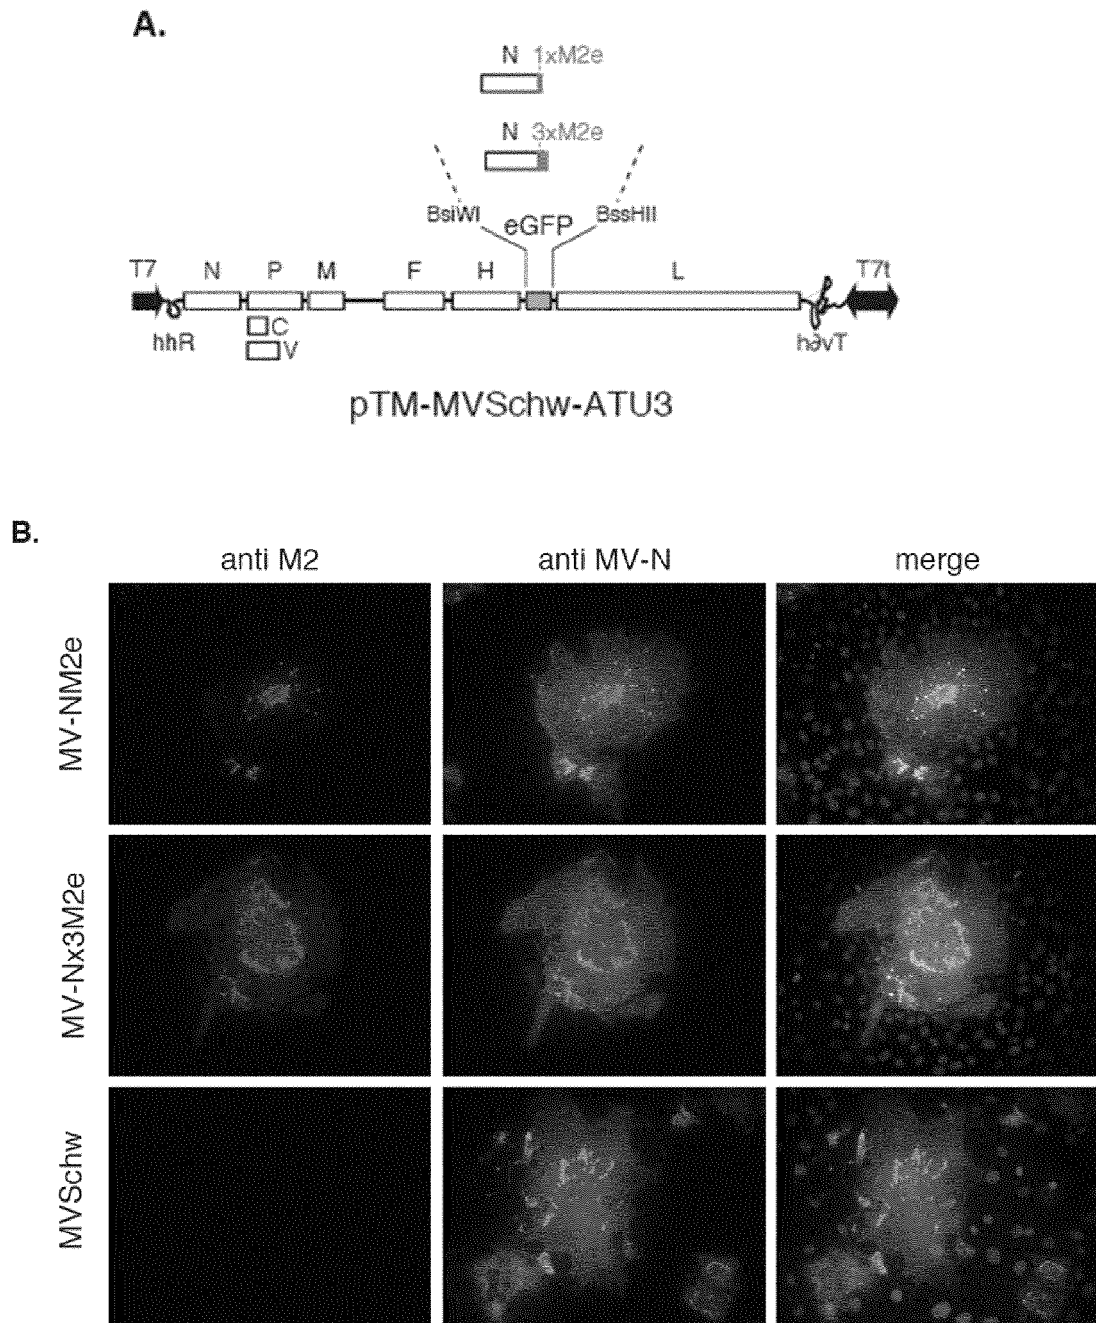 A.
N 1xM2e
N 3xM2e
BsiWI eGFP BssHII
T7 N P M F H L T7t
hhR C h∂vT
V
pTM-MVSchw-ATU3
B.
anti M2 anti MV-N merge
MV-NM2e
MV-Nx3M2e
MVSchw